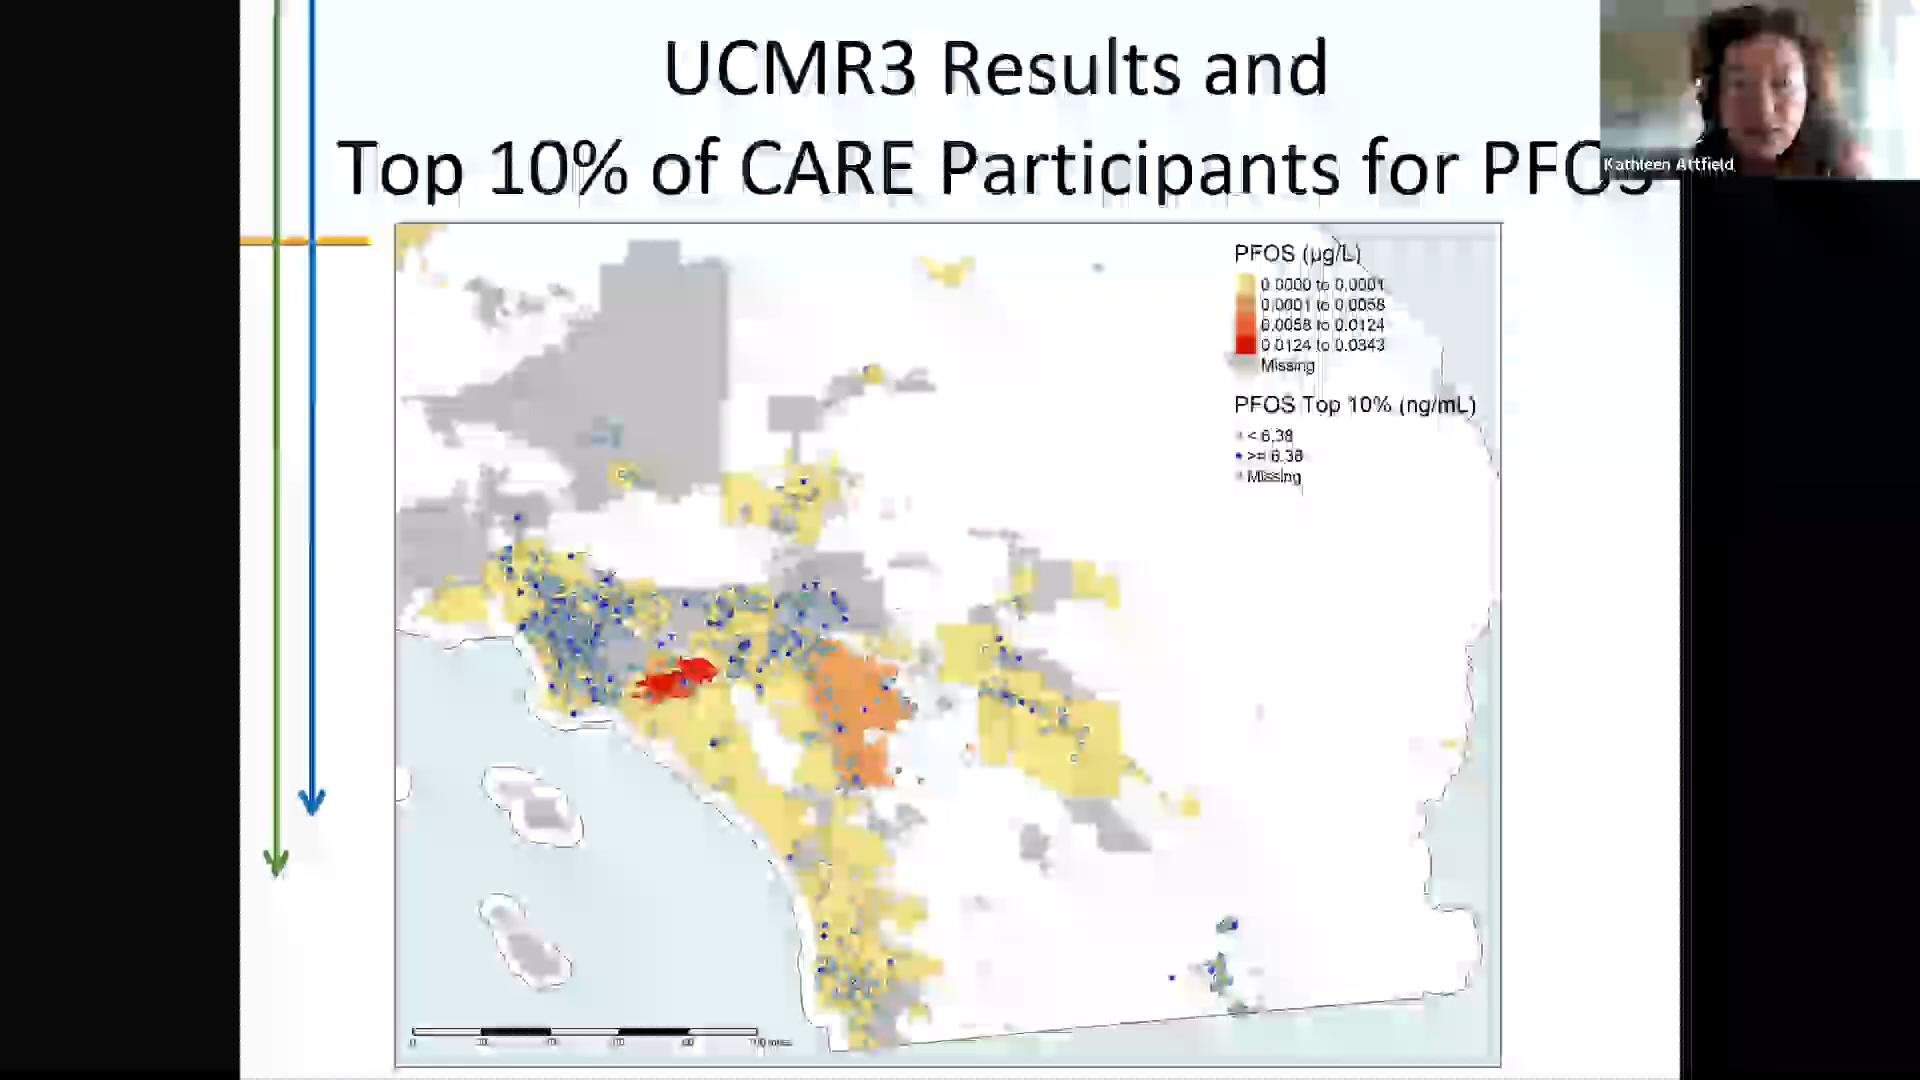 UCMR3 Results and
Top 10% of CARE Participants for PFOS
Kathleen Attfield
PFOS (µg/L)
0.0000 to 0.0001
0.0001 to 0.0058
0.0058 to 0.0124
0.0124 to 0.0343
Missing
PFOS Top 10% (ng/mL)
< 6.38
>= 6.38
Missing
0